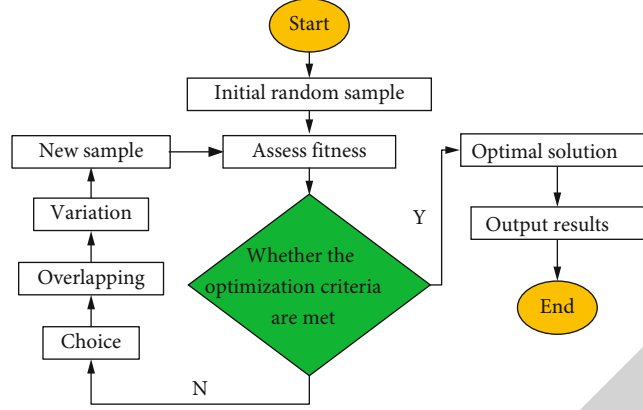 Start
Initial random sample
New sample
Assess fitness
Optimal solution
Variation
Y
Output results
Whether the
optimization criteria
are met
Overlapping
End
Choice
N